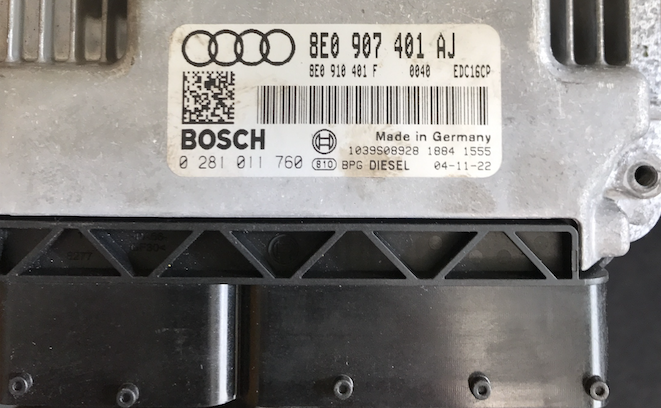 8E0 907 401 AJ
8E0 910 401 F 0040 EDC16CP
BOSCH Made in Germany
1039S08928 1884 1555
0 281 011 760 810 BPG DIESEL 04-11-22